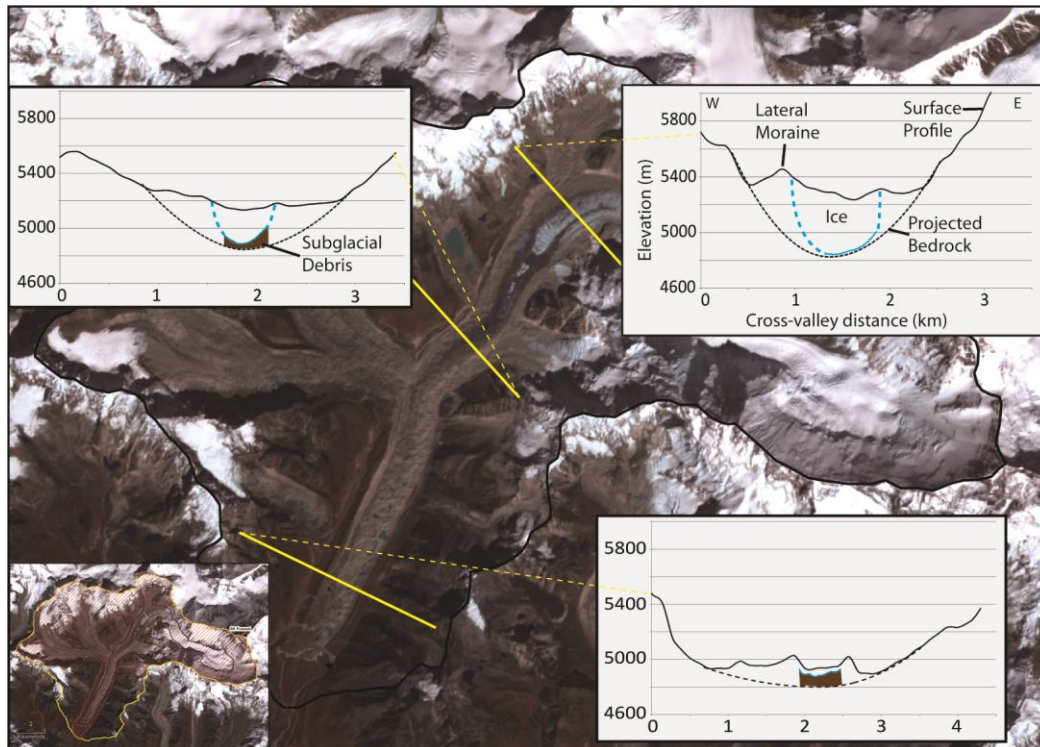 5800
5400
5000
4600
0
1
2
3
Subglacial
Debris
W
E
Lateral
Moraine
Surface
Profile
5800
5400
5000
4600
Elevation (m)
Ice
Projected
Bedrock
0
1
2
3
Cross-valley distance (km)
5800
5400
5000
4600
0
1
2
3
4